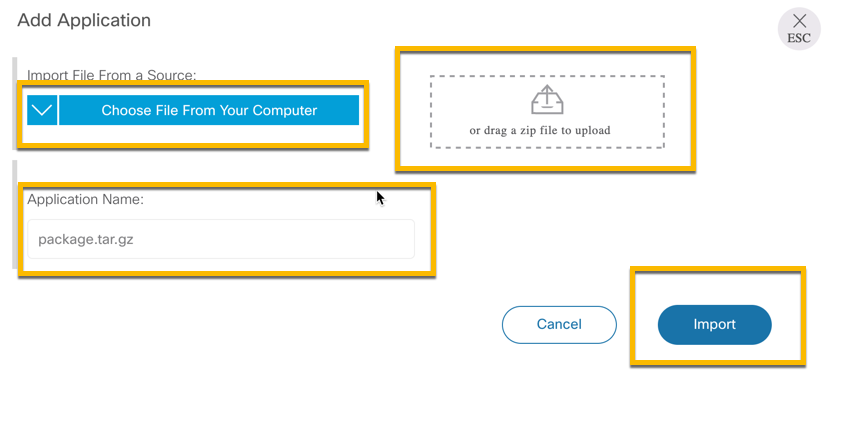 Add Application
ESC
Import File From a Source:
Choose File From Your Computer
or drag a zip file to upload
Application Name:
package.tar.gz
Cancel
Import